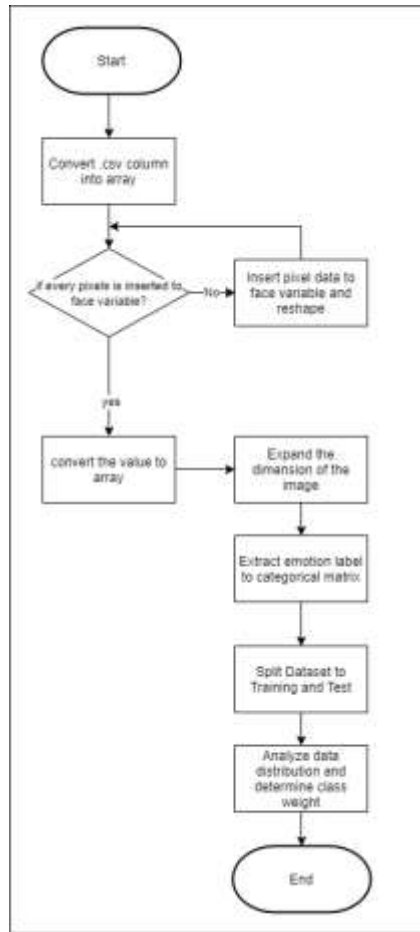 Start
Convert .csv column
into array
If every pixels is inserted to
face variable?
No
Insert pixel data to
face variable and
reshape
yes
convert the value to
array
Expand the
dimension of the
image
Extract emotion label
to categorical matrix
Split Dataset to
Training and Test
Analyze data
distribution and
determine class
weight
End